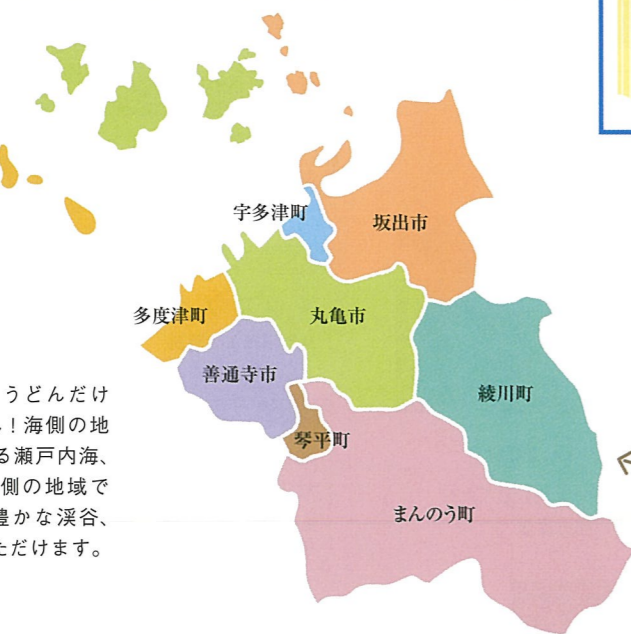 宇多津町
坂出市
多度津町
丸亀市
善通寺市
綾川町
琴平町
まんのう町
うどんだけ
！海側の地
る瀬戸内海、
側の地域で
豊かな渓谷、
ただけます。